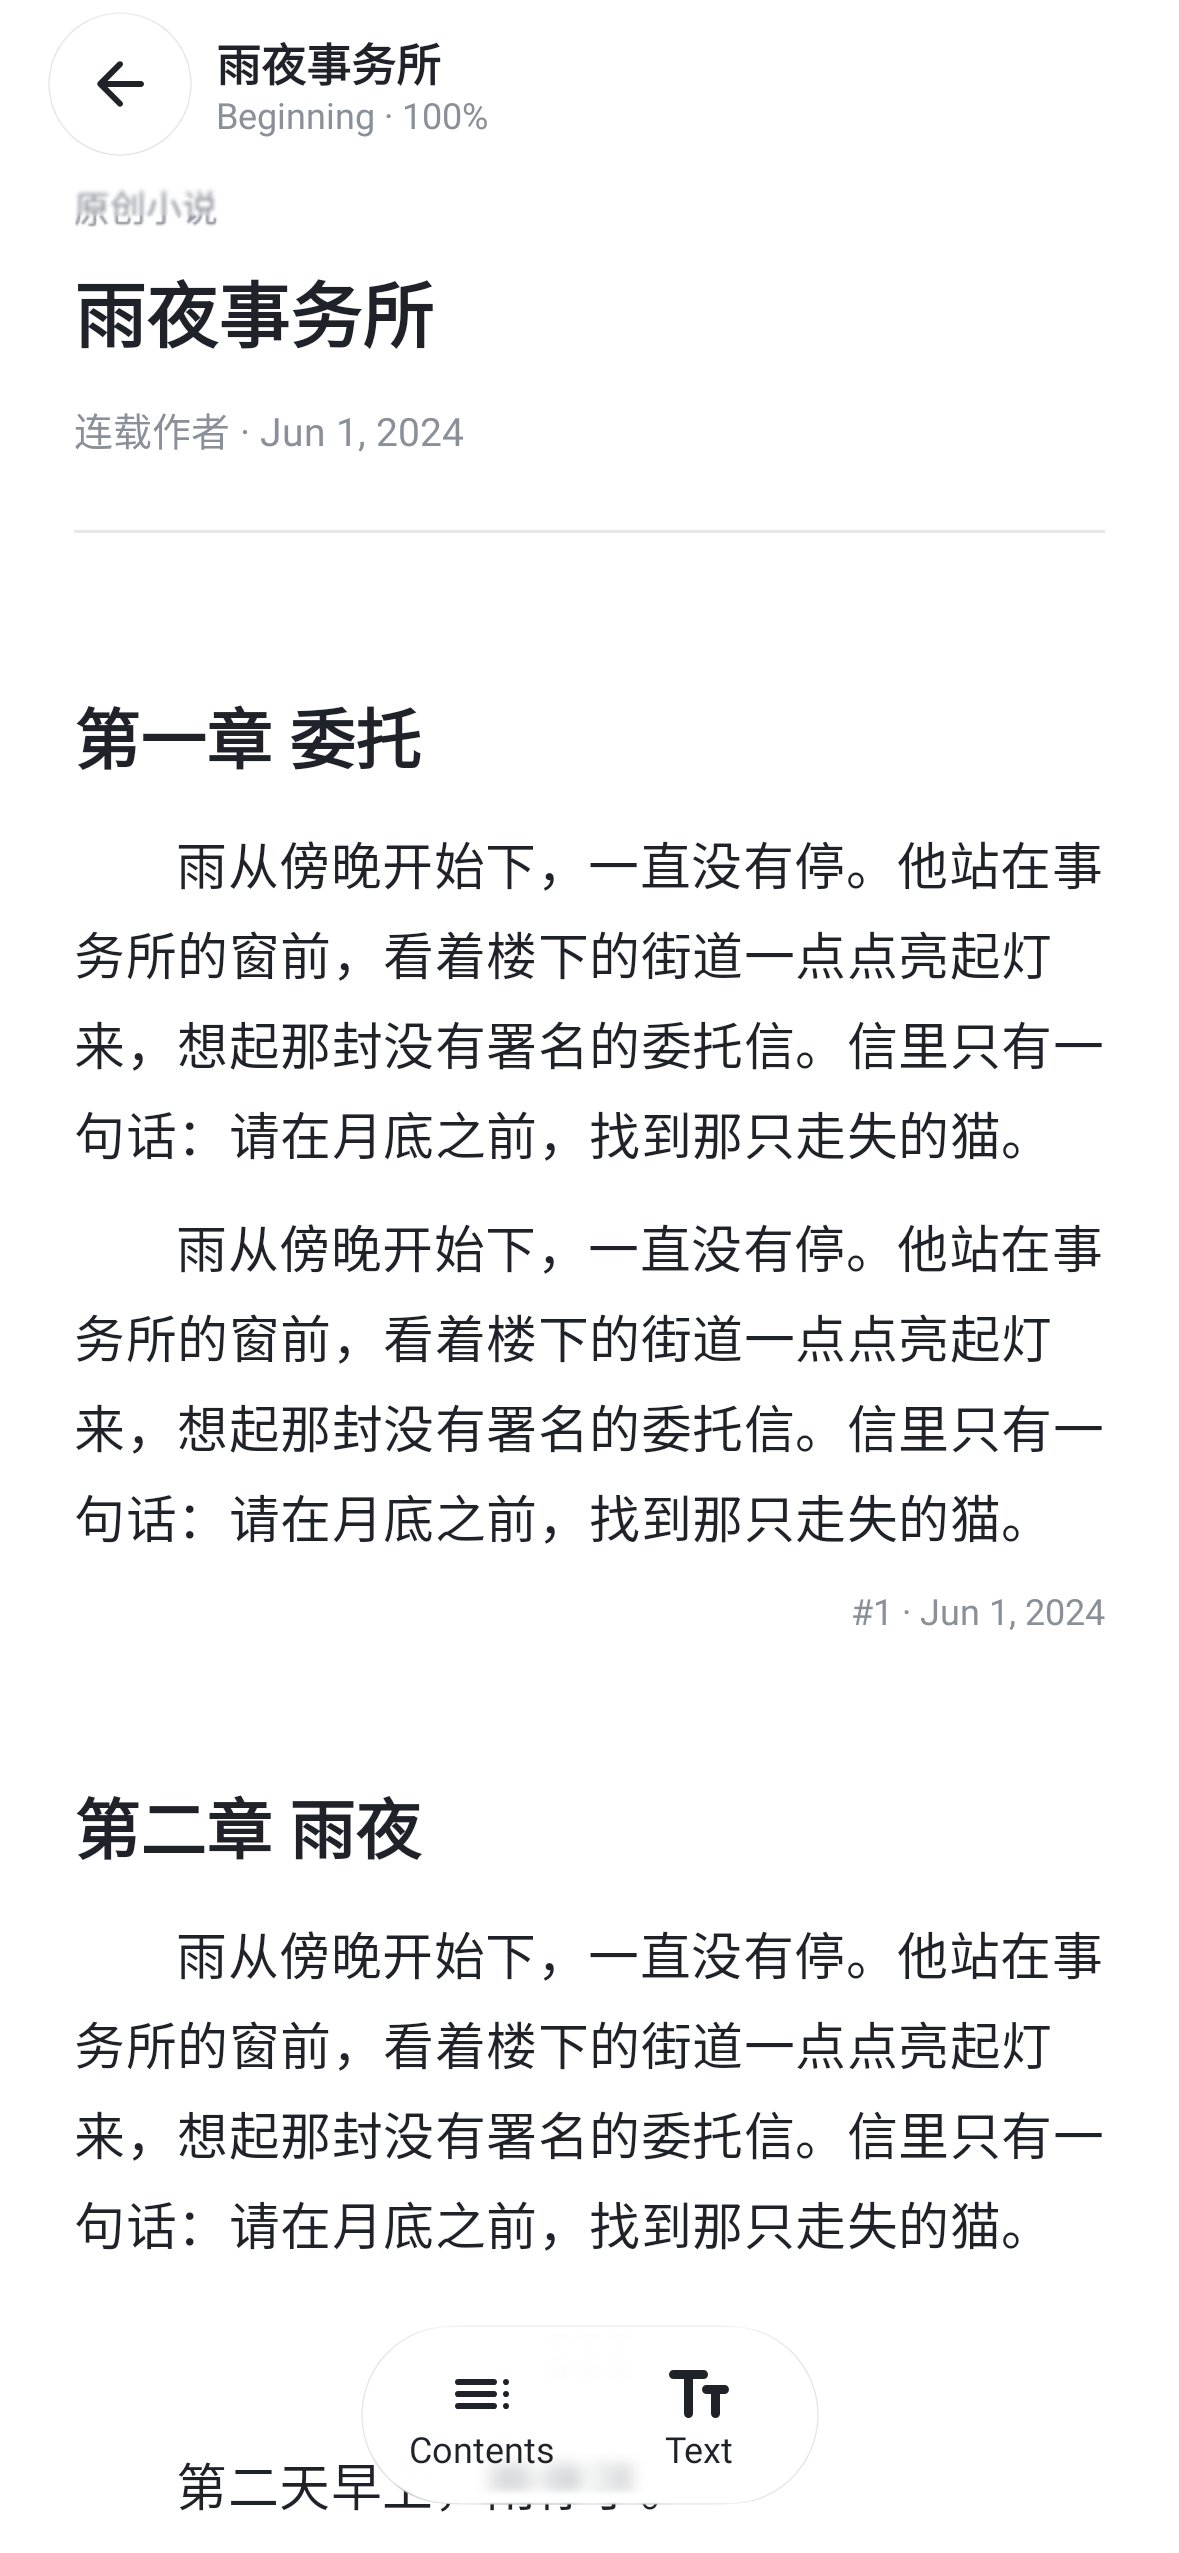 雨夜事务所
Beginning · 100%
原创小说
雨夜事务所
连载作者 · Jun 1, 2024
第一章 委托
雨从傍晚开始下，一直没有停。他站在事
务所的窗前，看着楼下的街道一点点亮起灯
来，想起那封没有署名的委托信。信里只有一
句话：请在月底之前，找到那只走失的猫。
雨从傍晚开始下，一直没有停。他站在事
务所的窗前，看着楼下的街道一点点亮起灯
来，想起那封没有署名的委托信。信里只有一
句话：请在月底之前，找到那只走失的猫。
#1 · Jun 1, 2024
第二章 雨夜
雨从傍晚开始下，一直没有停。他站在事
务所的窗前，看着楼下的街道一点点亮起灯
来，想起那封没有署名的委托信。信里只有一
句话：请在月底之前，找到那只走失的猫。
Contents
Text
第二天早